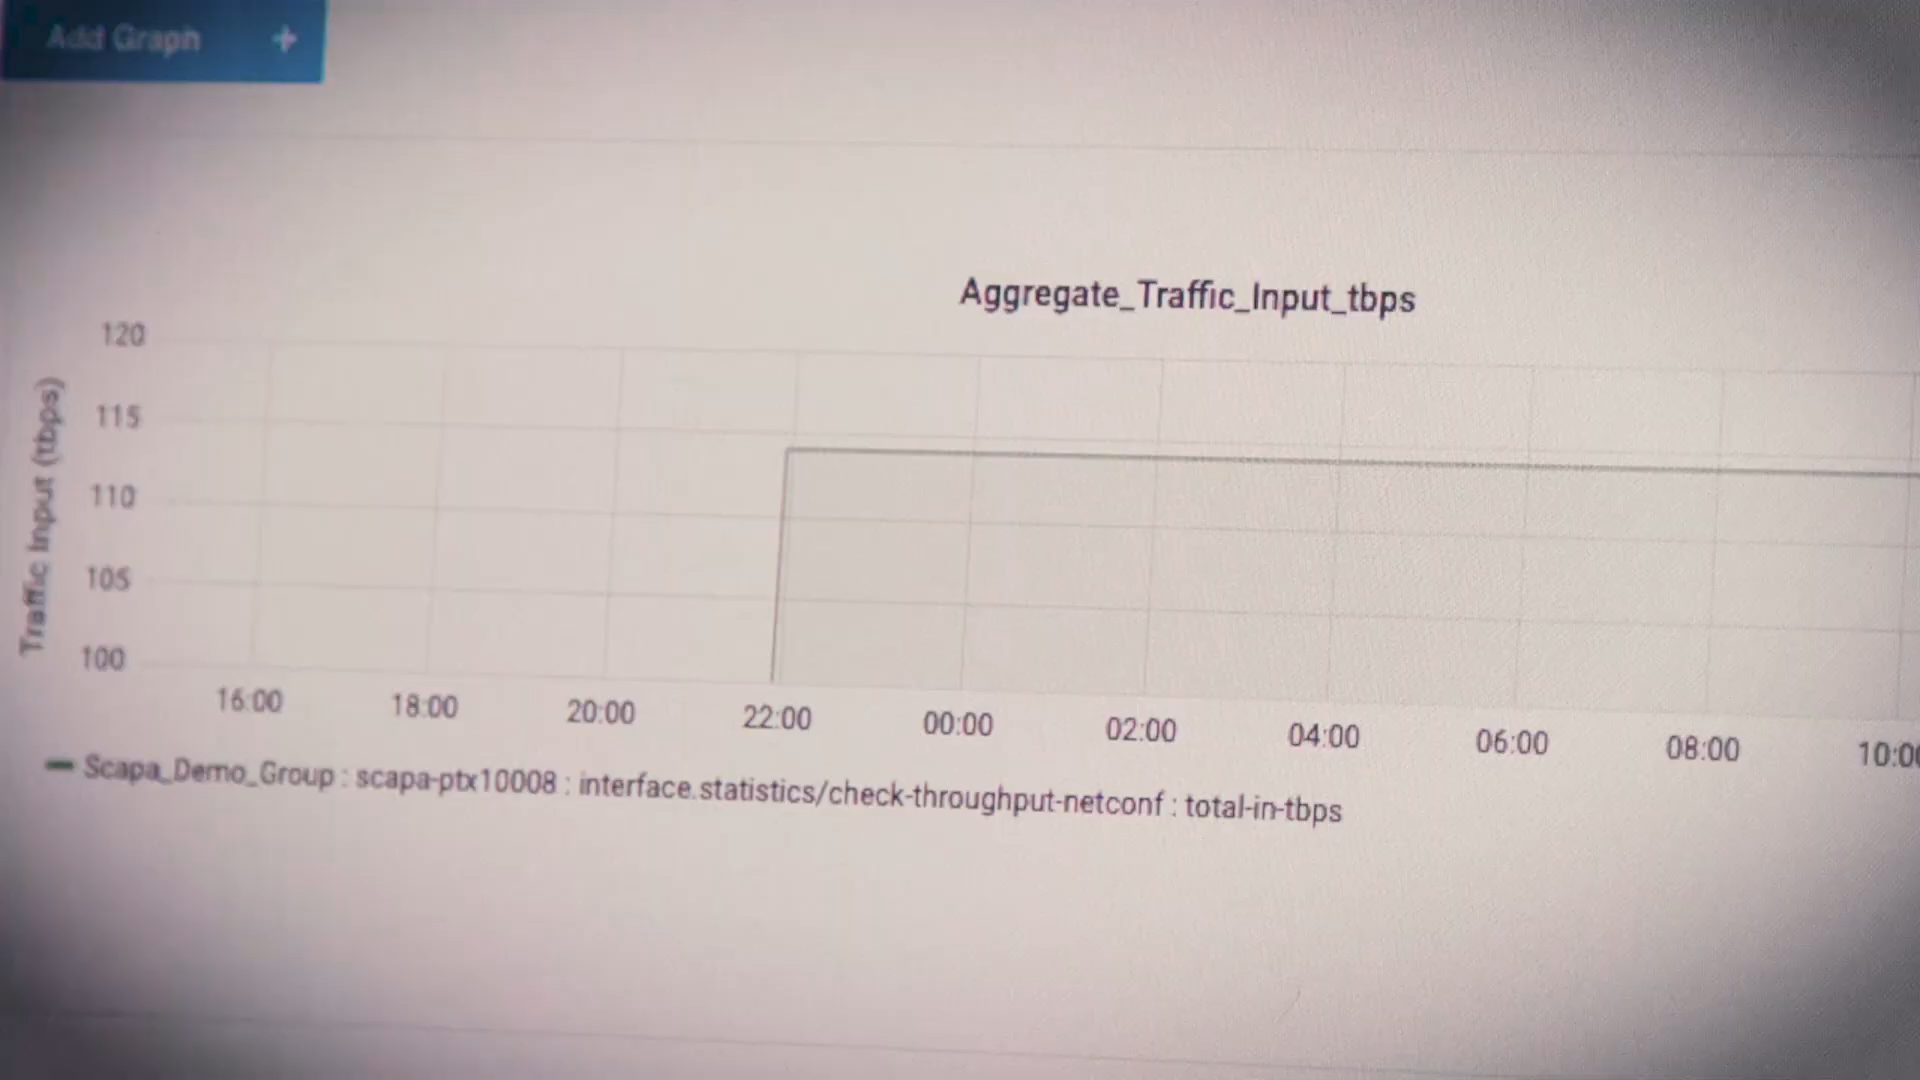 Add Graph +
Aggregate_Traffic_Input_tbps
Traffic Input (tbps)
120
115
110
105
100
16:00 18:00 20:00 22:00 00:00 02:00 04:00 06:00 08:00 10:00
Scapa_Demo_Group : scapa-ptx10008 : interface.statistics/check-throughput-netconf : total-in-tbps